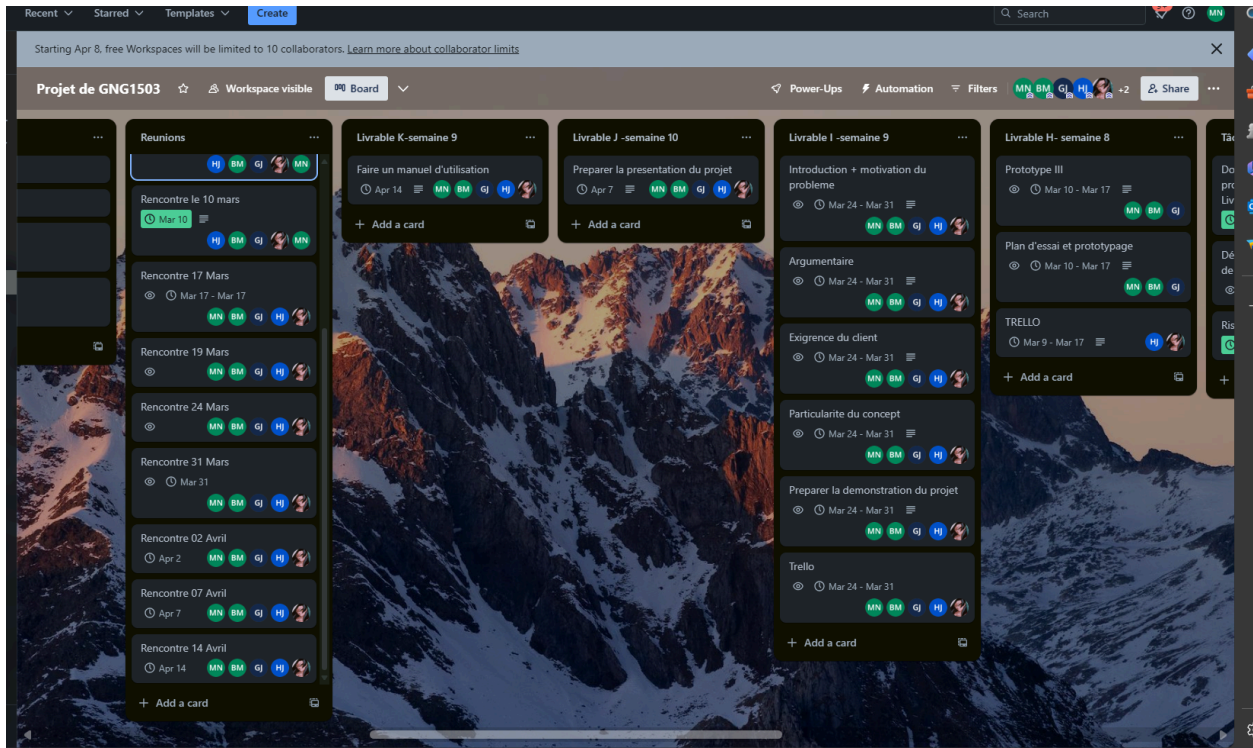 Recent Starred Templates Create Search MN
Starting Apr 8, free Workspaces will be limited to 10 collaborators. Learn more about collaborator limits
Projet de GNG1503 Workspace visible Board Power-Ups Automation Filters MN BM GJ HJ +2 Share
Reunions
HJ BM GJ MN
Rencontre le 10 mars
Mar 10
HJ BM GJ MN
Rencontre 17 Mars
Mar 17 - Mar 17
MN BM GJ HJ
Rencontre 19 Mars
MN BM GJ HJ
Rencontre 24 Mars
MN BM GJ HJ
Rencontre 31 Mars
Mar 31
MN BM GJ HJ
Rencontre 02 Avril
Apr 2 MN BM GJ HJ
Rencontre 07 Avril
Apr 7 MN BM GJ HJ
Rencontre 14 Avril
Apr 14 MN BM GJ HJ
+ Add a card
Livrable K-semaine 9
Faire un manuel d'utilisation
Apr 14 MN BM GJ HJ
+ Add a card
Livrable J -semaine 10
Preparer la presentation du projet
Apr 7 MN BM GJ HJ
+ Add a card
Livrable I -semaine 9
Introduction + motivation du
probleme
Mar 24 - Mar 31
MN BM GJ HJ
Argumentaire
Mar 24 - Mar 31
MN BM GJ HJ
Exigrence du client
Mar 24 - Mar 31
MN BM GJ HJ
Particularite du concept
Mar 24 - Mar 31
MN BM GJ HJ
Preparer la demonstration du projet
Mar 24 - Mar 31
MN BM GJ HJ
Trello
Mar 24 - Mar 31
MN BM GJ HJ
+ Add a card
Livrable H- semaine 8
Prototype III
Mar 10 - Mar 17
MN BM GJ
Plan d'essai et prototypage
Mar 10 - Mar 17
MN BM GJ
TRELLO
Mar 9 - Mar 17 HJ
+ Add a card
Tâc
Do
pro
Liv
Dé
de
Ris
+